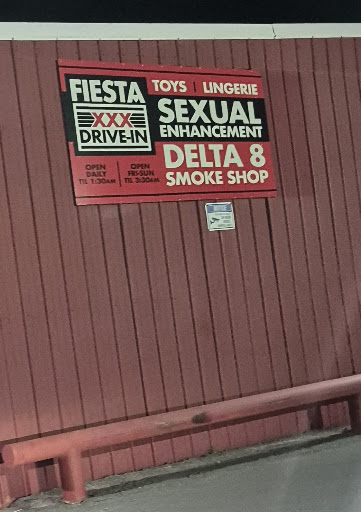 FIESTA
XXX
DRIVE-IN
OPEN
DAILY
TIL 1:30AM
OPEN
FRI-SUN
TIL 3:30AM
TOYS | LINGERIE
SEXUAL
ENHANCEMENT
DELTA 8
SMOKE SHOP